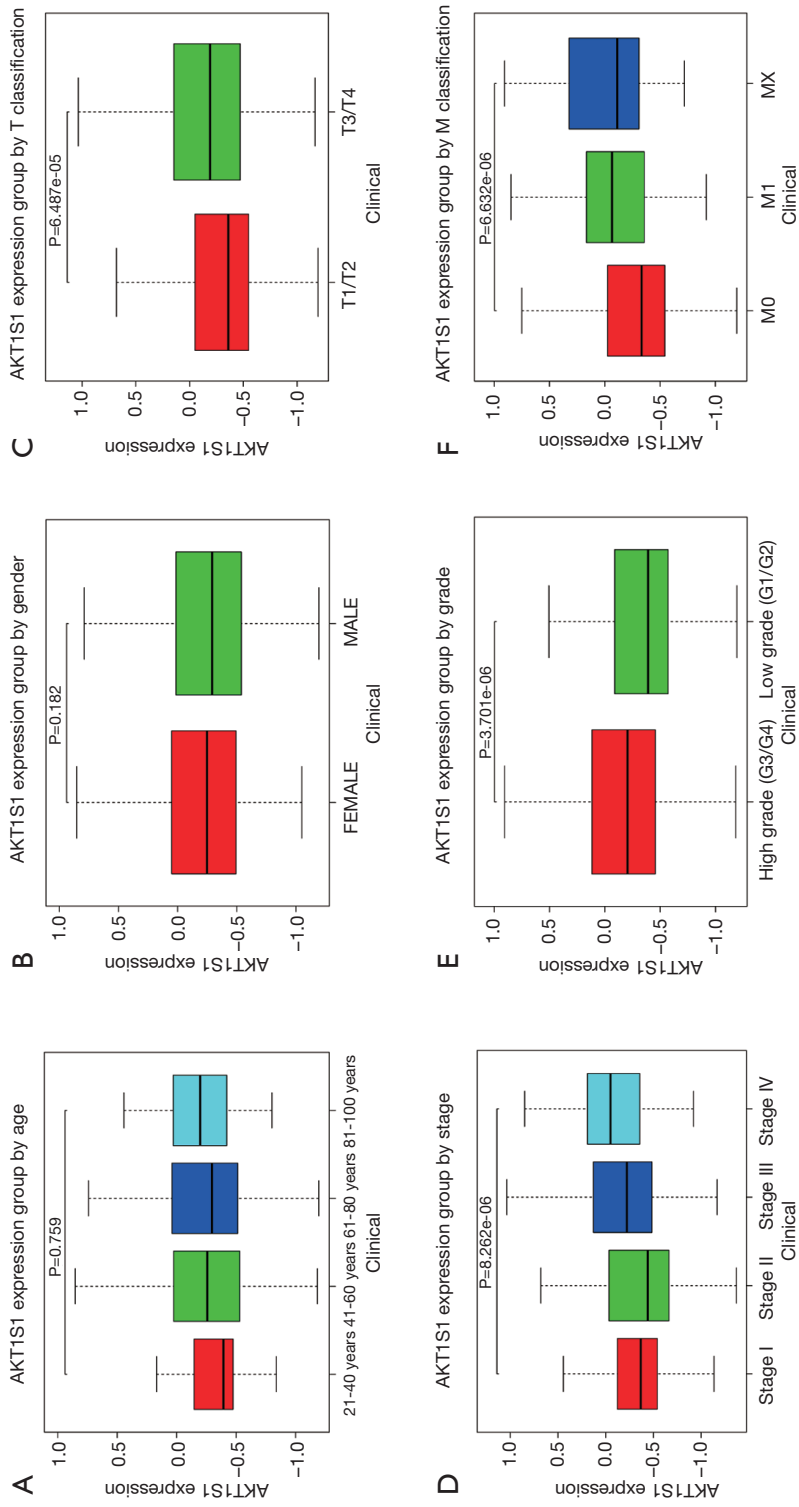 A
AKT1S1 expression group by age
P=0.759
1.0
0.5
0.0
−0.5
−1.0
AKT1S1 expression
21-40 years 41-60 years 61-80 years 81-100 years
Clinical
B
AKT1S1 expression group by gender
P=0.182
1.0
0.5
0.0
−0.5
−1.0
AKT1S1 expression
FEMALE MALE
Clinical
C
AKT1S1 expression group by T classification
P=6.487e-05
1.0
0.5
0.0
−0.5
−1.0
AKT1S1 expression
T1/T2 T3/T4
Clinical
D
AKT1S1 expression group by stage
P=8.262e-06
1.0
0.5
0.0
−0.5
−1.0
AKT1S1 expression
Stage I Stage II Stage III Stage IV
Clinical
E
AKT1S1 expression group by grade
P=3.701e-06
1.0
0.5
0.0
−0.5
−1.0
AKT1S1 expression
High grade (G3/G4) Low grade (G1/G2)
Clinical
F
AKT1S1 expression group by M classification
P=6.632e-06
1.0
0.5
0.0
−0.5
−1.0
AKT1S1 expression
M0 M1 MX
Clinical